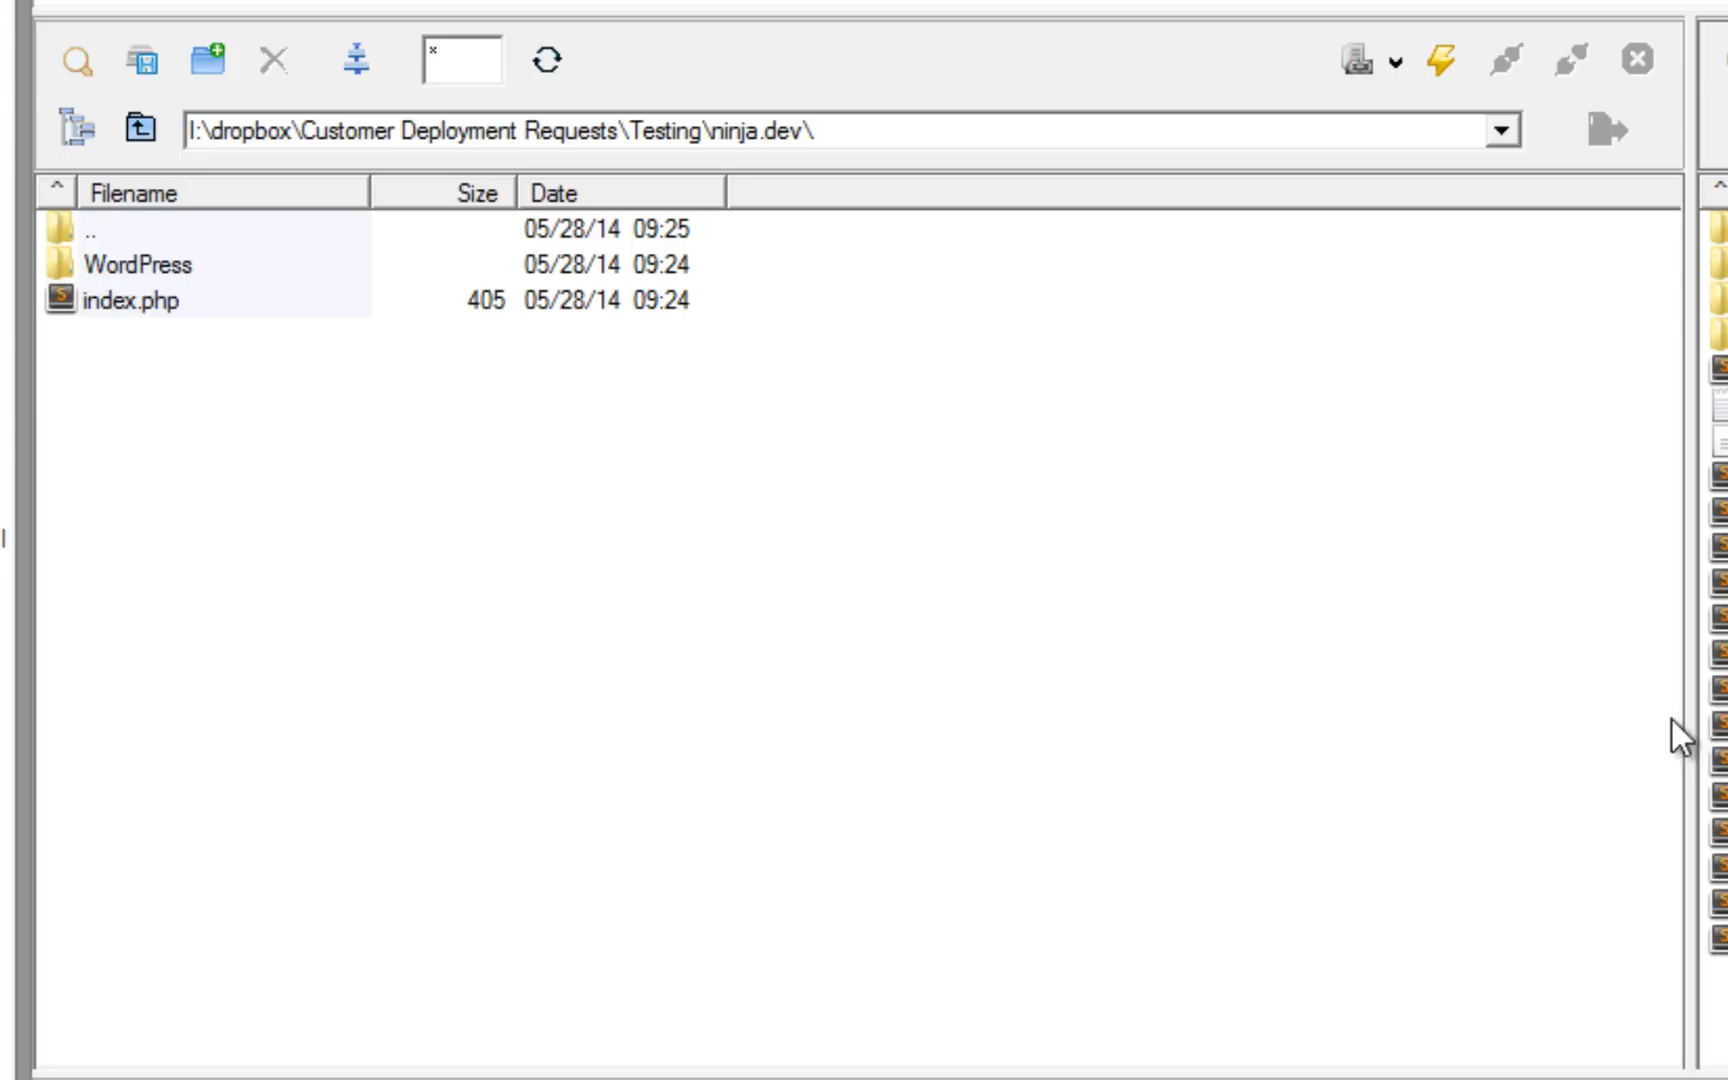 *
I:\dropbox\Customer Deployment Requests\Testing\ninja.dev\
^ Filename Size Date
.. 05/28/14 09:25
WordPress 05/28/14 09:24
index.php 405 05/28/14 09:24